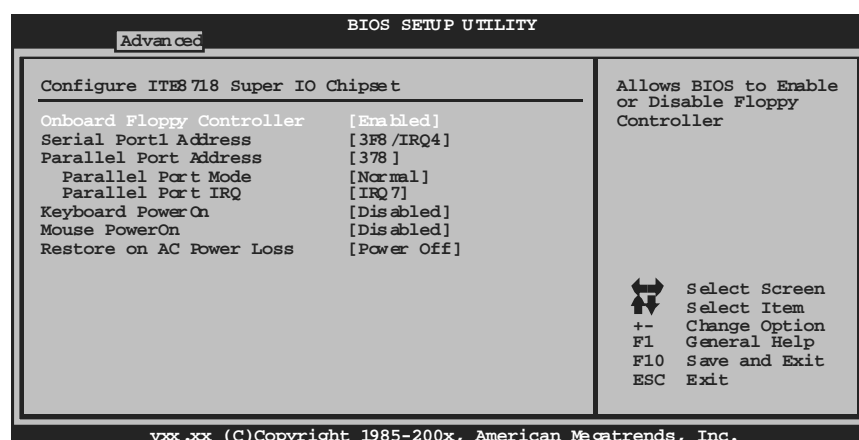 BIOS SETUP UTILITY
Advanced
Configure ITE8718 Super IO Chipset
Onboard Floppy Controller [Enabled]
Serial Port1 Address [3F8/IRQ4]
Parallel Port Address [378]
Parallel Port Mode [Normal]
Parallel Port IRQ [IRQ7]
Keyboard PowerOn [Disabled]
Mouse PowerOn [Disabled]
Restore on AC Power Loss [Power Off]
Allows BIOS to Enable
or Disable Floppy
Controller
Select Screen
Select Item
+- Change Option
F1 General Help
F10 Save and Exit
ESC Exit
vxx.xx (C)Copyright 1985-200x, American Megatrends, Inc.